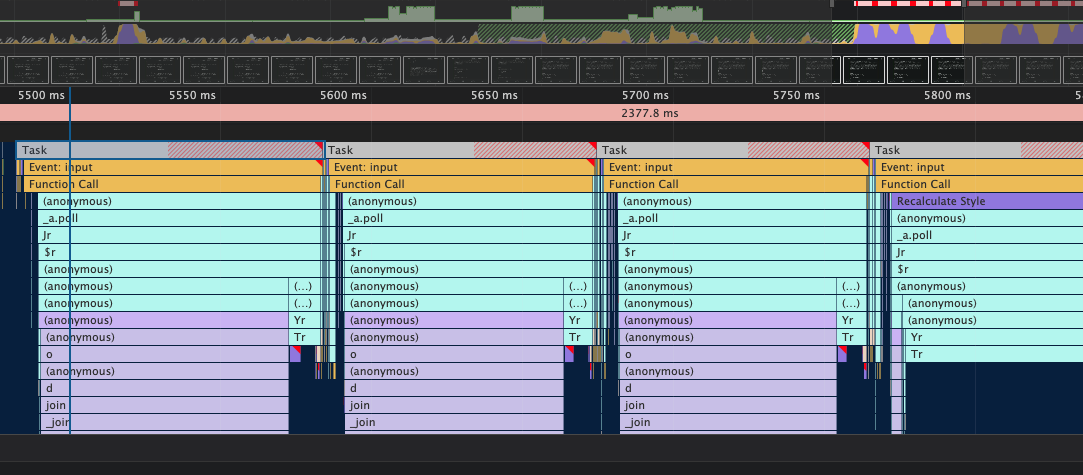 5500 ms 5550 ms 5600 ms 5650 ms 5700 ms 5750 ms 5800 ms
2377.8 ms
Task Task Task Task
Event: input Event: input Event: input Event: input
Function Call Function Call Function Call Function Call
(anonymous) (anonymous) (anonymous) Recalculate Style
_a.poll _a.poll _a.poll (anonymous)
Jr Jr Jr _a.poll
$r $r $r Jr
(anonymous) (anonymous) (anonymous) $r
(anonymous) (...) (anonymous) (...) (anonymous) (...) (anonymous)
(anonymous) (...) (anonymous) (...) (anonymous) (...) (anonymous)
(anonymous) Yr (anonymous) Yr (anonymous) Yr (anonymous)
(anonymous) Tr (anonymous) Tr (anonymous) Tr Yr
o o o Tr
(anonymous) (anonymous) (anonymous)
d d d
join join join
_join _join _join